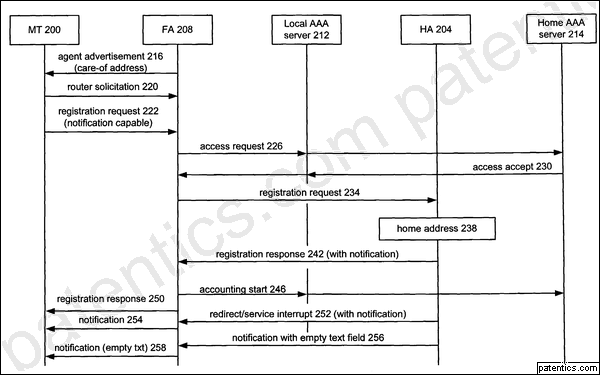 MT 200
FA 208
Local AAA
server 212
HA 204
Home AAA
server 214
agent advertisement 216
(care-of address)
router solicitation 220
registration request 222
(notification capable)
access request 226
access accept 230
registration request 234
home address 238
registration response 242 (with notification)
accounting start 246
registration response 250
redirect/service interrupt 252 (with notification)
notification 254
notification with empty text field 256
notification (empty txt) 258
patentics.com patentics
patentics.com